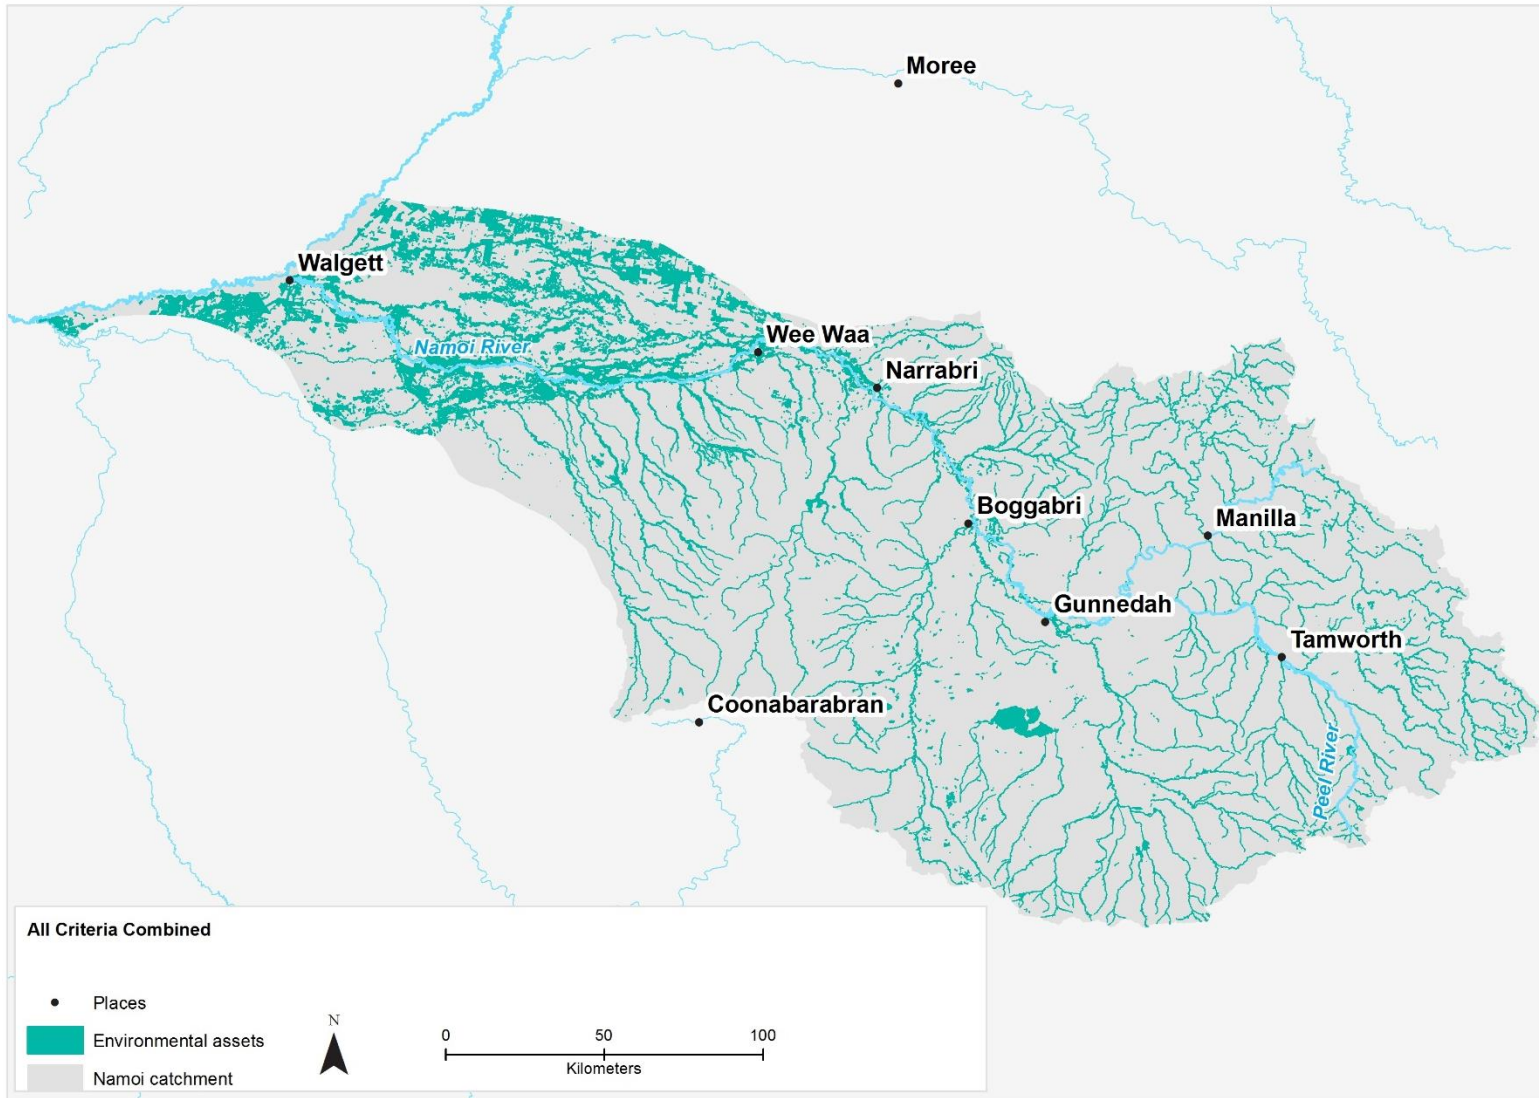 Moree
Walgett
Wee Waa
Namoi River
Narrabri
Boggabri
Manilla
Gunnedah
Tamworth
Coonabarabran
Peel River
All Criteria Combined
Places
Environmental assets
Namoi catchment
N
0 50 100
Kilometers